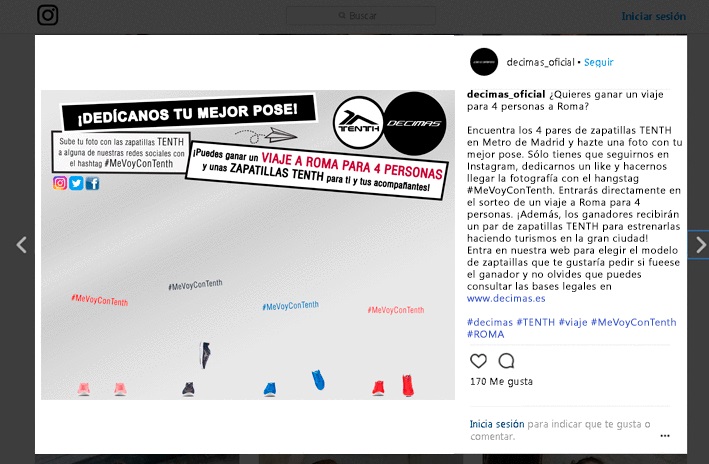 Buscar
Iniciar sesión
¡DEDÍCANOS TU MEJOR POSE!
Sube tu foto con las zapatillas TENTH
a alguna de nuestras redes sociales con
el hashtag #MeVoyConTenth
TENTH
DECIMAS
¡Puedes ganar un VIAJE A ROMA PARA 4 PERSONAS
y unas ZAPATILLAS TENTH para ti y tus acompañantes!
#MeVoyConTenth
#MeVoyConTenth
#MeVoyConTenth
#MeVoyConTenth
decimas_oficial • Seguir
decimas_oficial ¿Quieres ganar un viaje
para 4 personas a Roma?
Encuentra los 4 pares de zapatillas TENTH
en Metro de Madrid y hazte una foto con tu
mejor pose. Sólo tienes que seguirnos en
Instagram, dedicarnos un like y hacernos
llegar la fotografía con el hangstag
#MeVoyConTenth. Entrarás directamente en
el sorteo de un viaje a Roma para 4
personas. ¡Además, los ganadores recibirán
un par de zapatillas TENTH para estrenarlas
haciendo turismos en la gran ciudad!
Entra en nuestra web para elegir el modelo
de zaptaillas que te gustaría pedir si fueese
el ganador y no olvides que puedes
consultar las bases legales en
www.decimas.es
#decimas #TENTH #viaje #MeVoyConTenth
#ROMA
170 Me gusta
Inicia sesión para indicar que te gusta o
comentar.